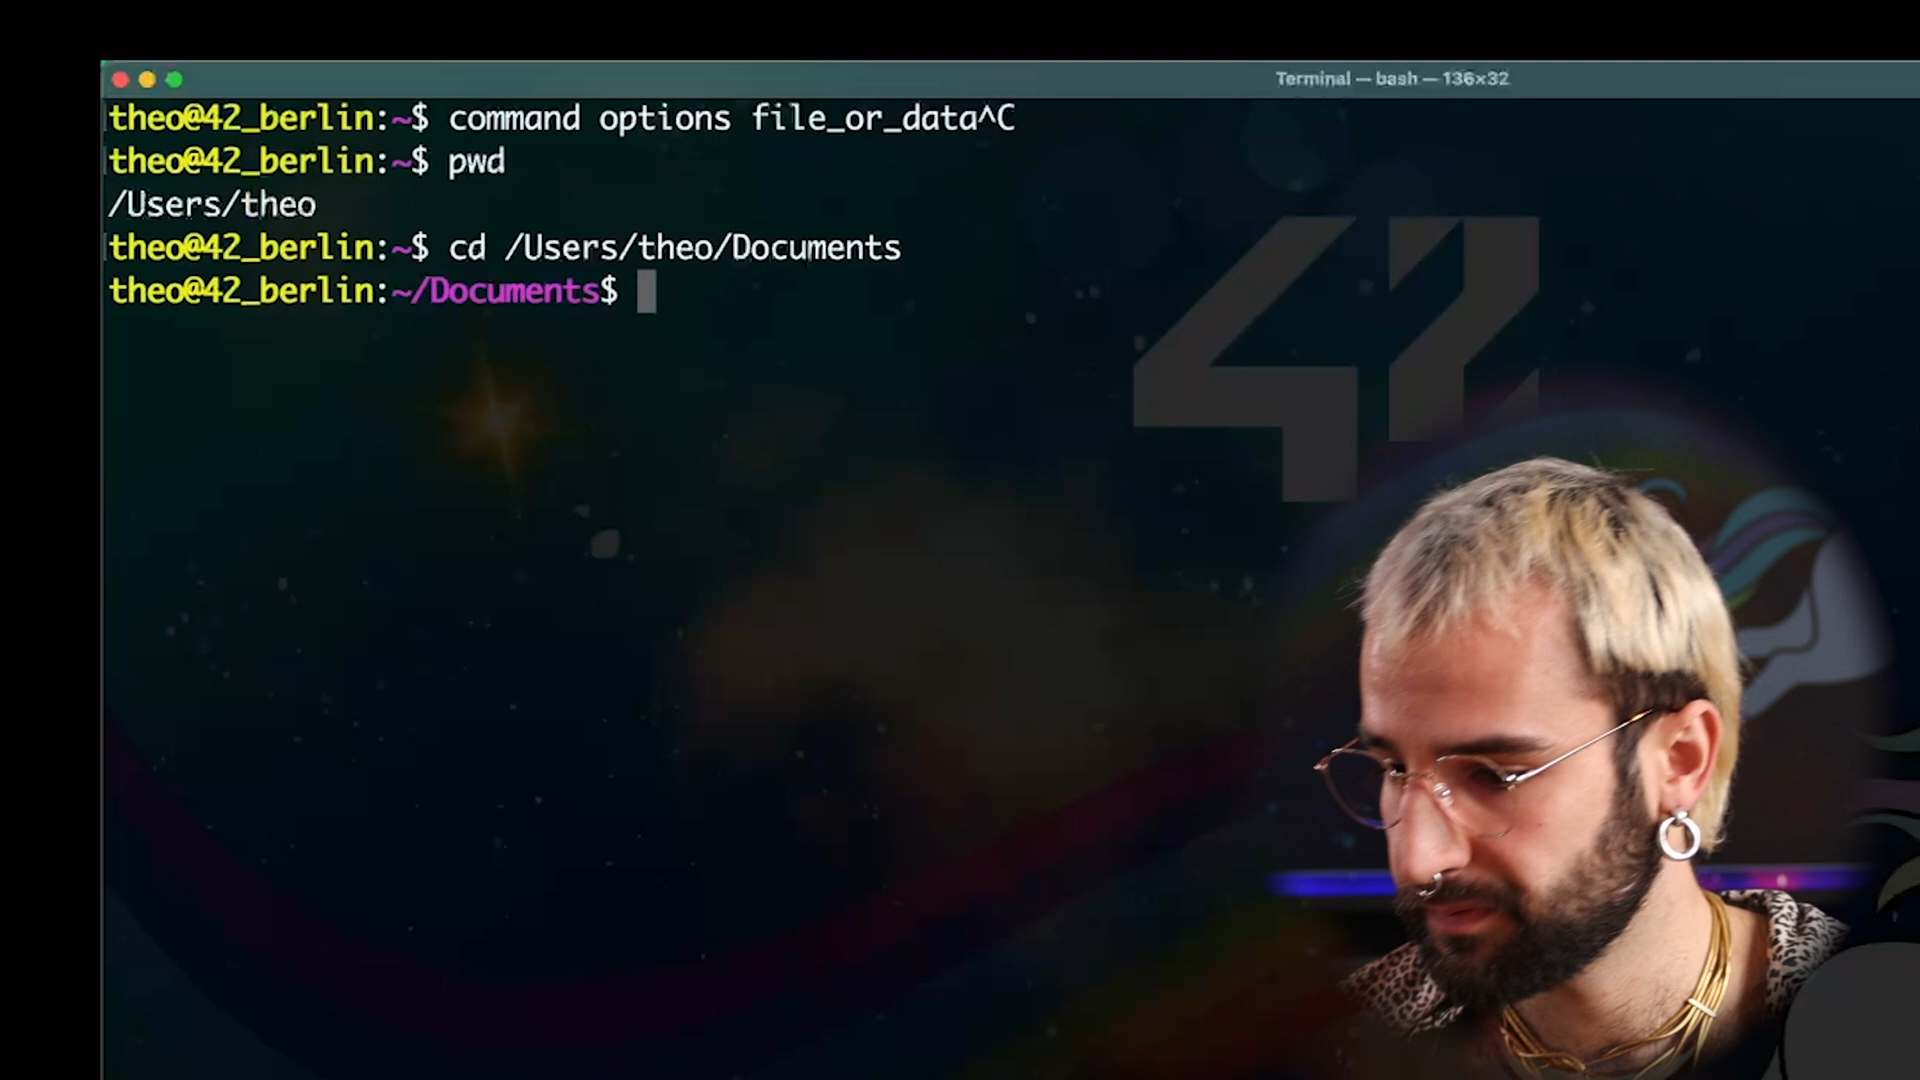 Terminal — bash — 136×32
theo@42_berlin:~$ command options file_or_data^C
theo@42_berlin:~$ pwd
/Users/theo
theo@42_berlin:~$ cd /Users/theo/Documents
theo@42_berlin:~/Documents$
42